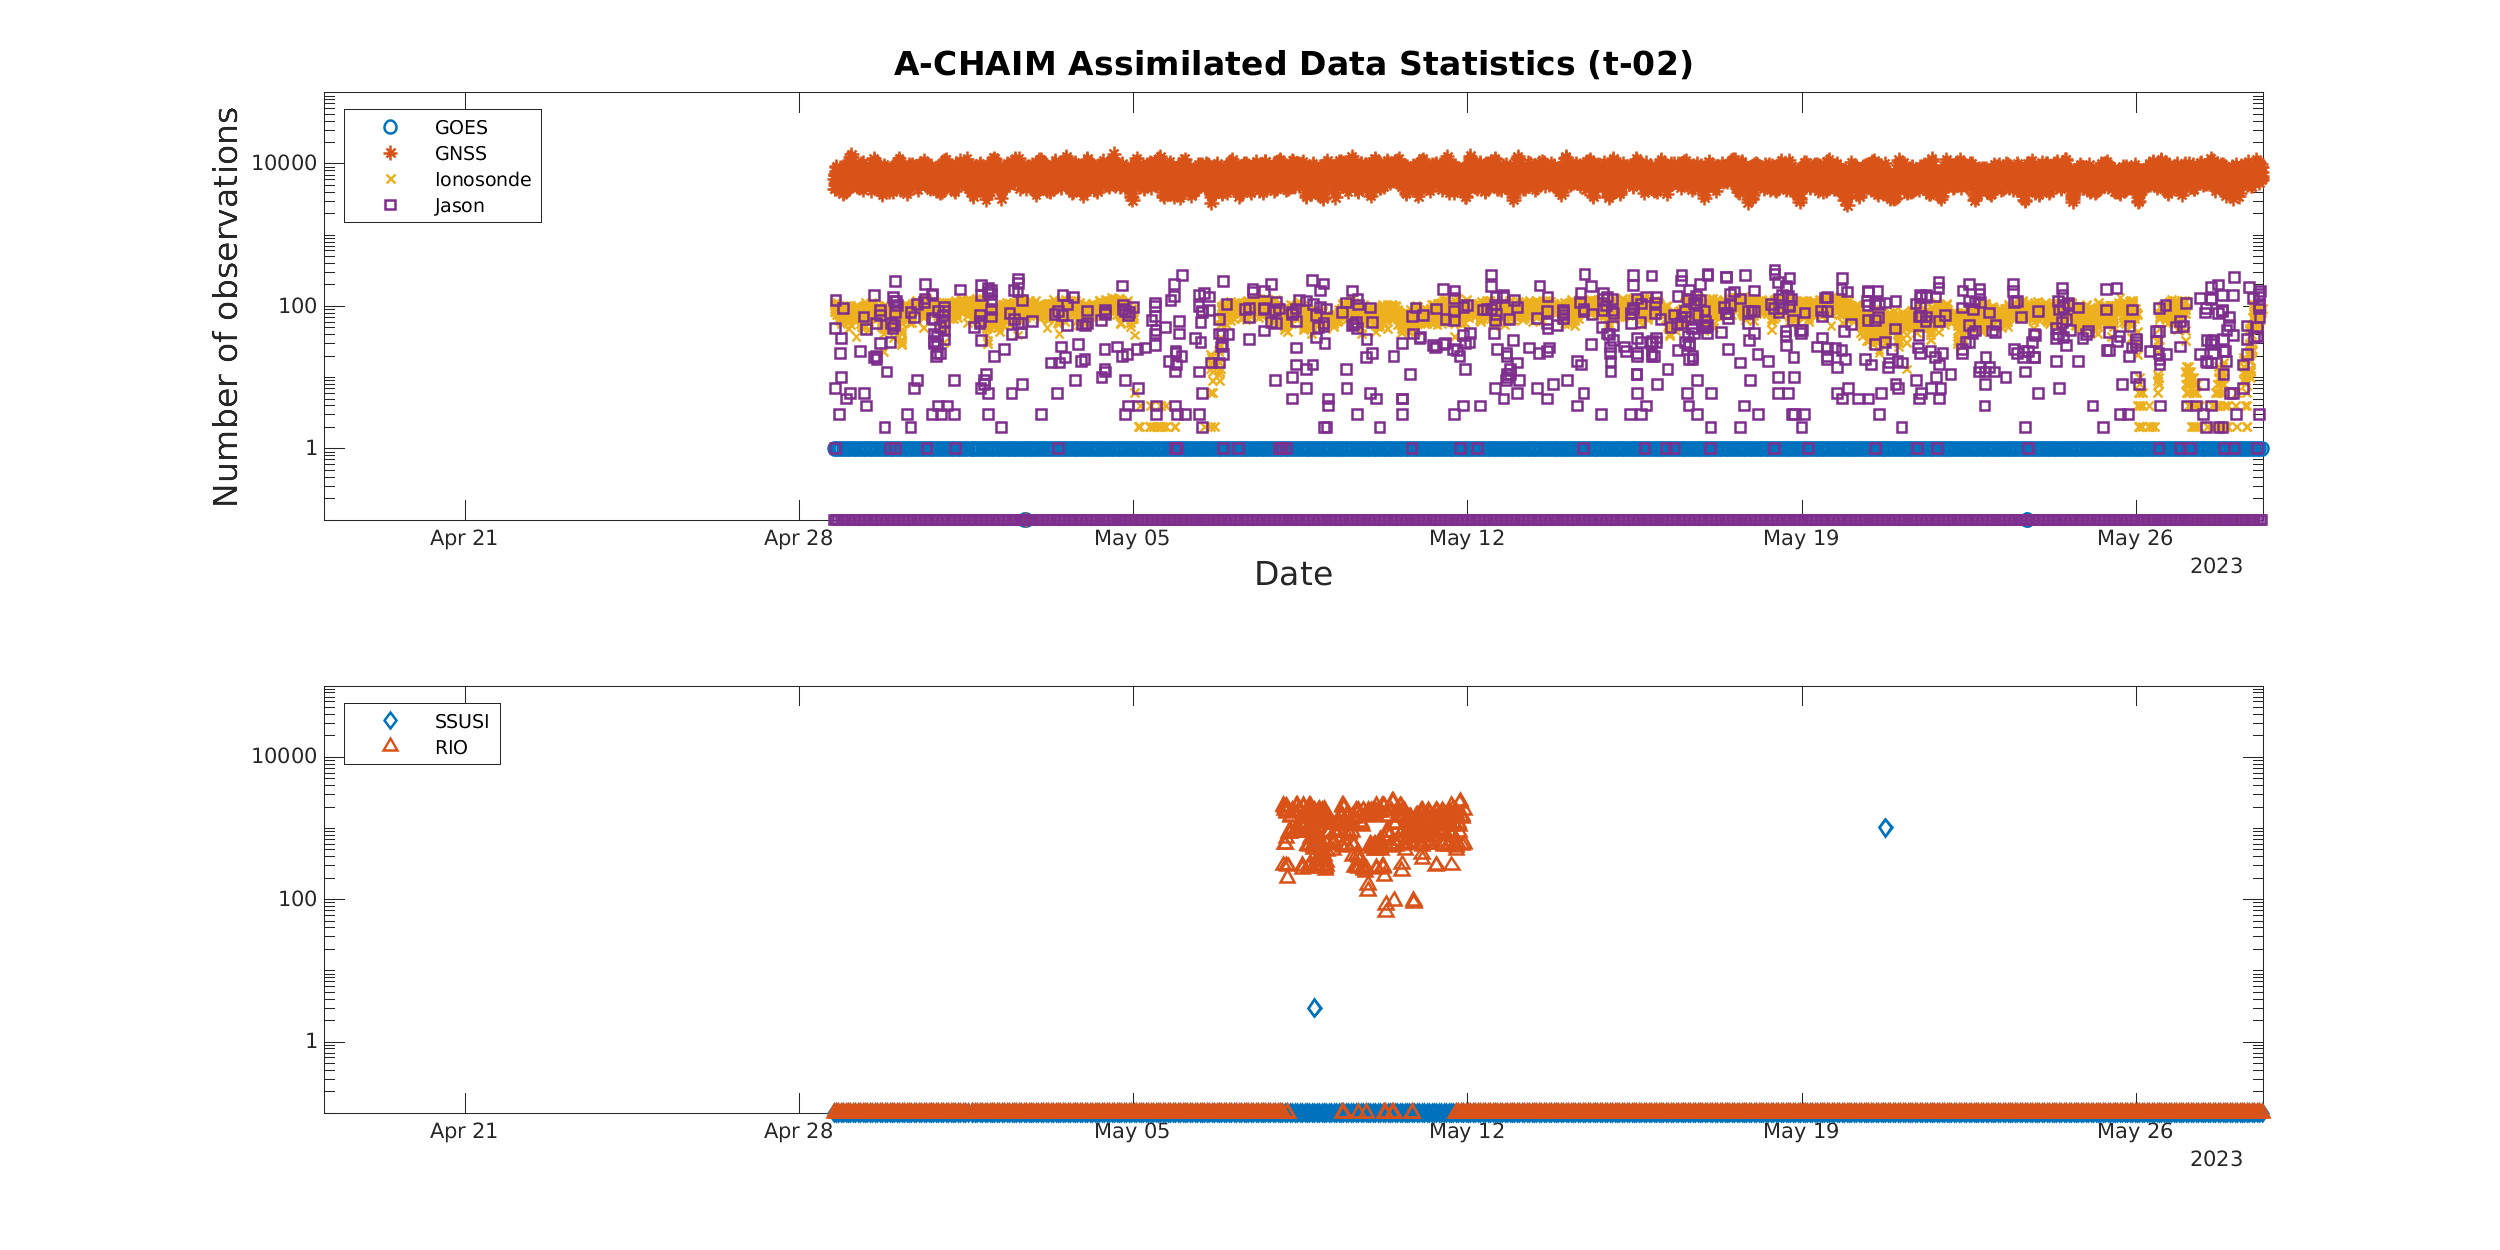 A-CHAIM Assimilated Data Statistics (t-02)
Number of observations
10000
100
1
GOES
GNSS
Ionosonde
Jason
Apr 21
Apr 28
May 05
May 12
May 19
May 26
2023
Date
10000
100
1
SSUSI
RIO
Apr 21
Apr 28
May 05
May 12
May 19
May 26
2023